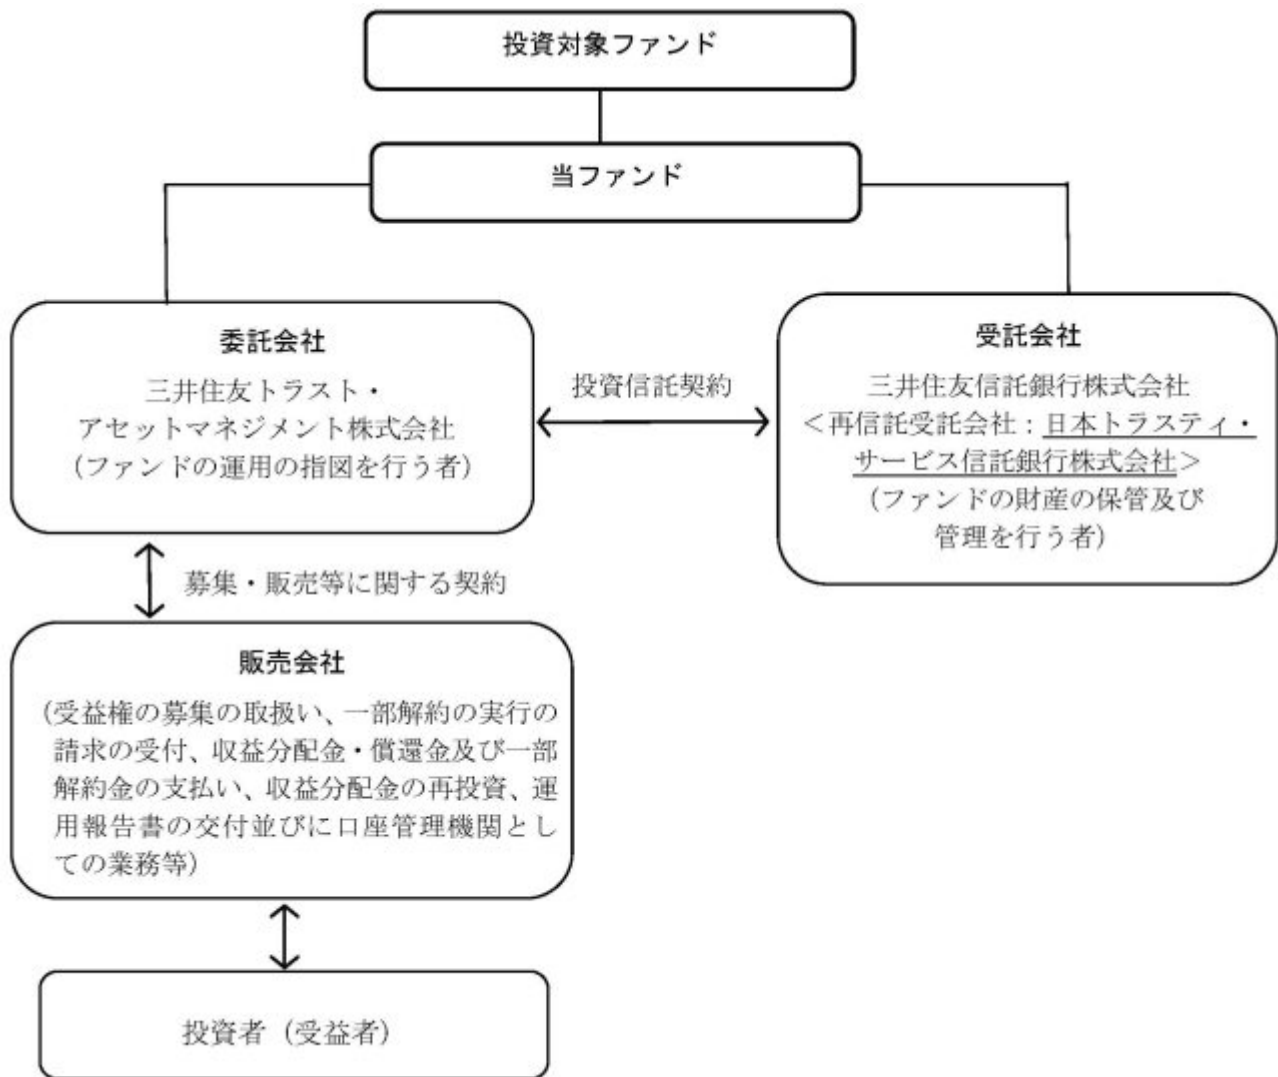 投資対象ファンド
当ファンド
委託会社
三井住友トラスト・
アセットマネジメント株式会社
(ファンドの運用の指図を行う者)
投資信託契約
受託会社
三井住友信託銀行株式会社
<再信託受託会社:日本トラスティ・
サービス信託銀行株式会社>
(ファンドの財産の保管及び
管理を行う者)
募集・販売等に関する契約
販売会社
(受益権の募集の取扱い、一部解約の実行の
請求の受付、収益分配金・償還金及び一部
解約金の支払い、収益分配金の再投資、運
用報告書の交付並びに口座管理機関とし
ての業務等)
投資者(受益者)